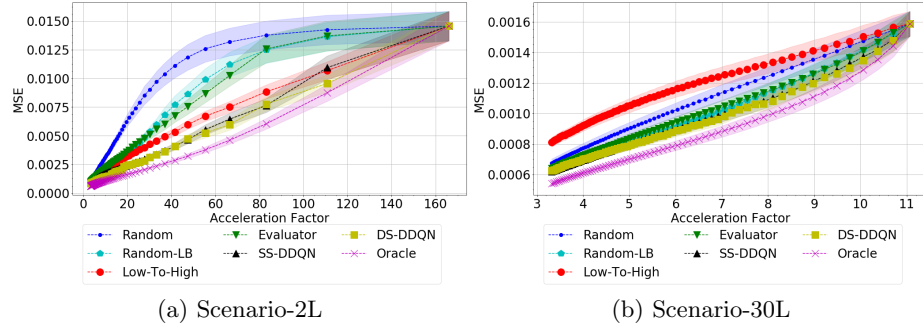 0.0150
0.0125
0.0100
0.0075
0.0050
0.0025
0.0000
MSE
0 20 40 60 80 100 120 140 160
Acceleration Factor
Random
Random-LB
Low-To-High
Evaluator
SS-DDQN
DS-DDQN
Oracle
(a) Scenario-2L
0.0016
0.0014
0.0012
0.0010
0.0008
0.0006
MSE
3 4 5 6 7 8 9 10 11
Acceleration Factor
Random
Random-LB
Low-To-High
Evaluator
SS-DDQN
DS-DDQN
Oracle
(b) Scenario-30L